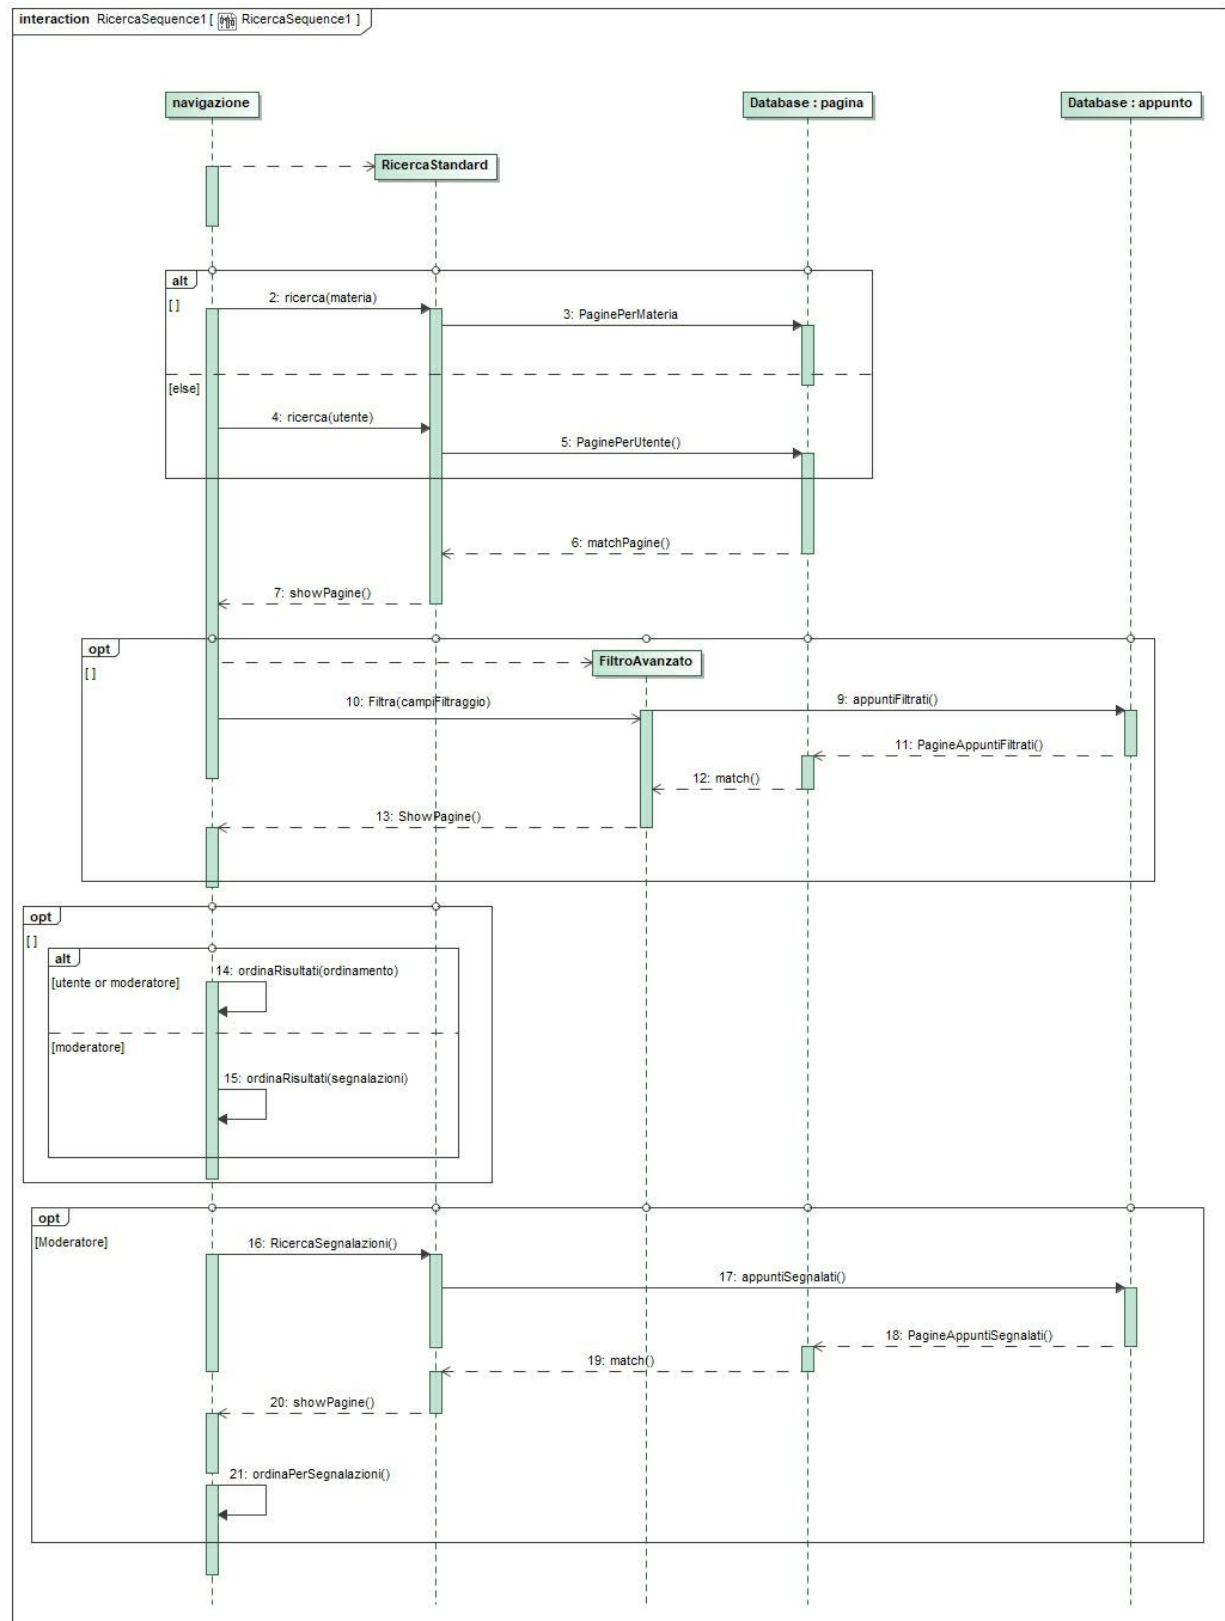 interaction RicercaSequence1 [ RicercaSequence1 ]
navigazione
Database : pagina
Database : appunto
RicercaStandard
alt
[ ]
2: ricerca(materia)
3: PaginePerMateria
[else]
4: ricerca(utente)
5: PaginePerUtente()
6: matchPagine()
7: showPagine()
opt
[ ]
FiltroAvanzato
10: Filtra(campiFiltraggio)
9: appuntiFiltrati()
11: PagineAppuntiFiltrati()
12: match()
13: ShowPagine()
opt
[ ]
alt
[utente or moderatore]
14: ordinaRisultati(ordinamento)
[moderatore]
15: ordinaRisultati(segnalazioni)
opt
[Moderatore]
16: RicercaSegnalazioni()
17: appuntiSegnalati()
18: PagineAppuntiSegnalati()
19: match()
20: showPagine()
21: ordinaPerSegnalazioni()